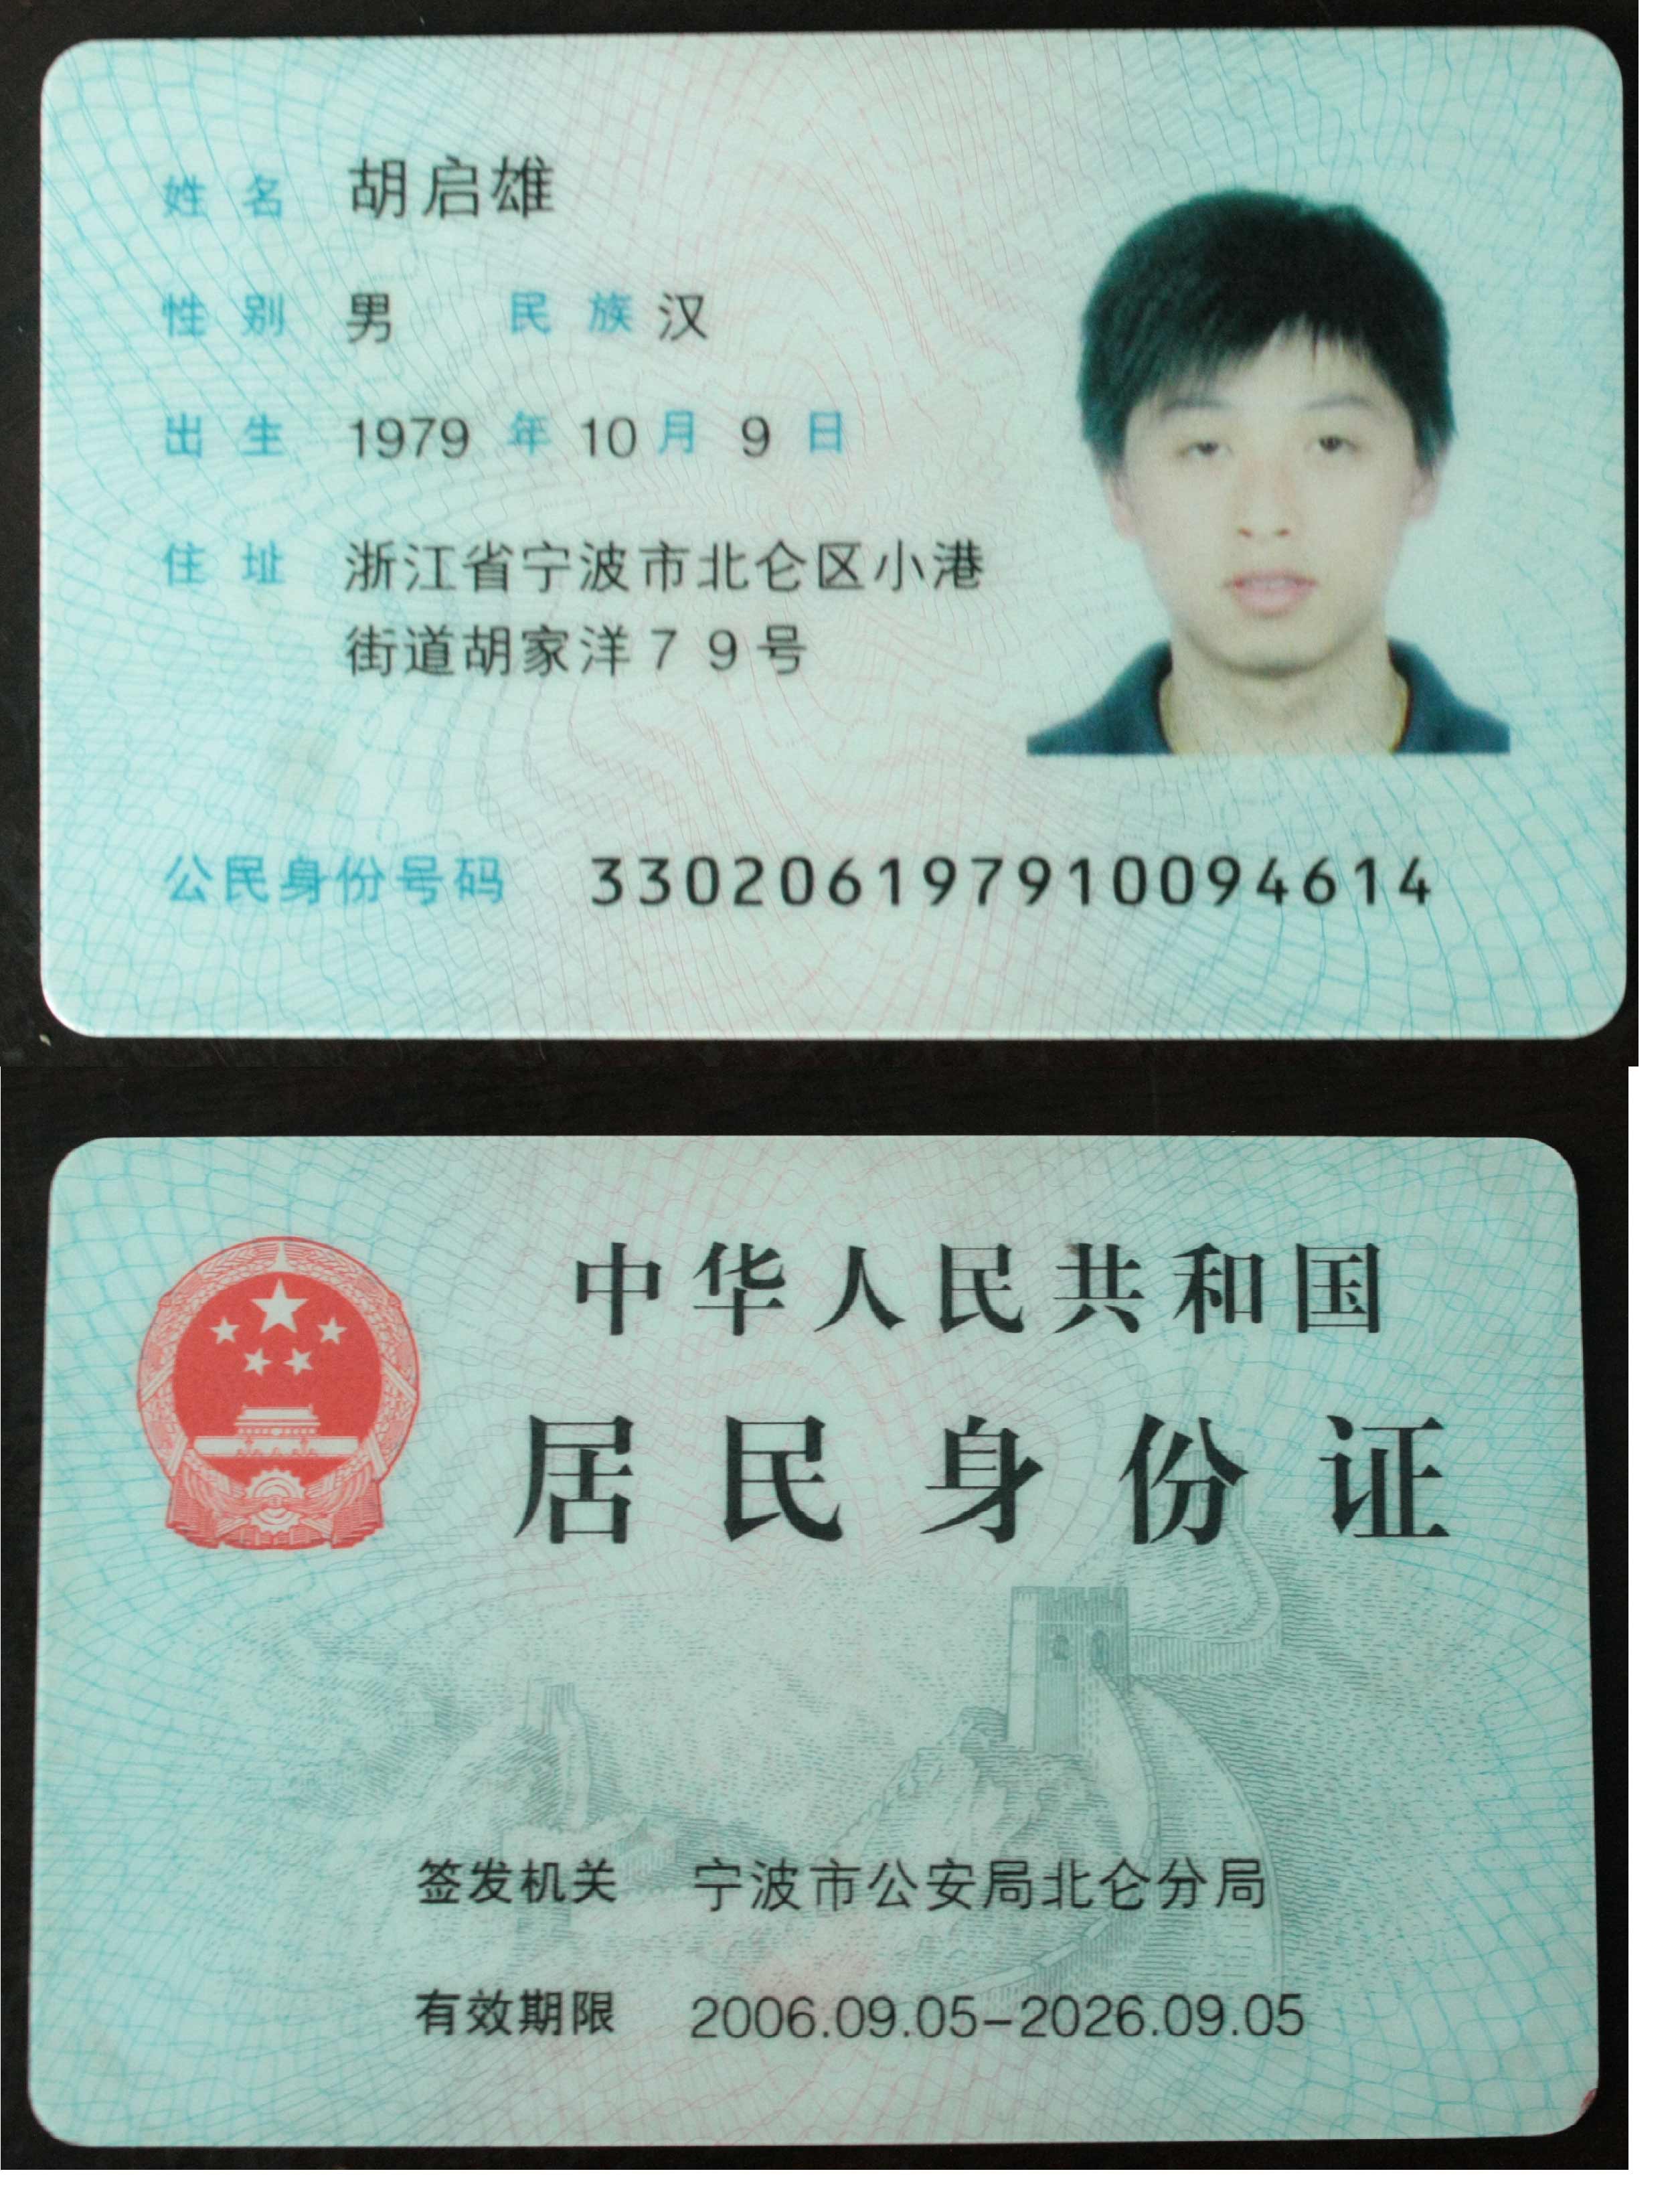 姓名 胡启雄
性别 男 民族 汉
出生 1979 年 10 月 9 日
住址 浙江省宁波市北仑区小港
街道胡家洋79号
公民身份号码 330206197910094614
中华人民共和国
居民身份证
签发机关 宁波市公安局北仑分局
有效期限 2006.09.05-2026.09.05